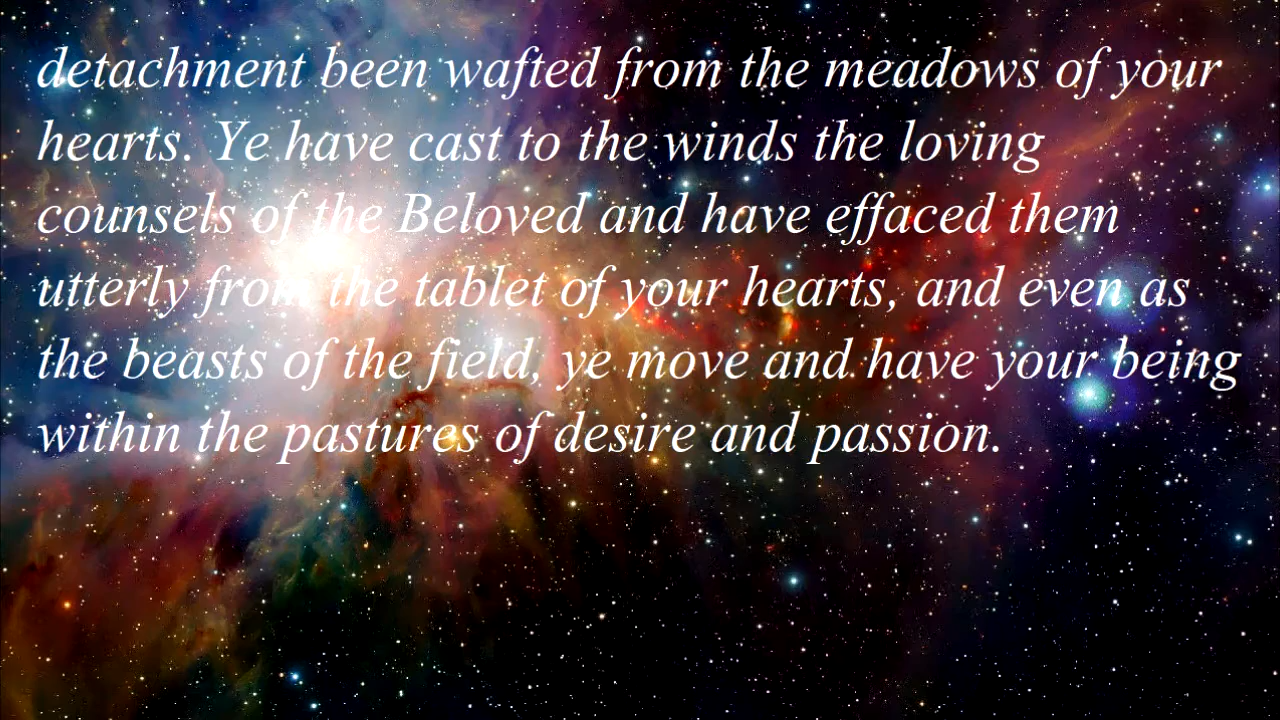 detachment been wafted from the meadows of your
hearts. Ye have cast to the winds the loving
counsels of the Beloved and have effaced them
utterly from the tablet of your hearts, and even as
the beasts of the field, ye move and have your being
within the pastures of desire and passion.